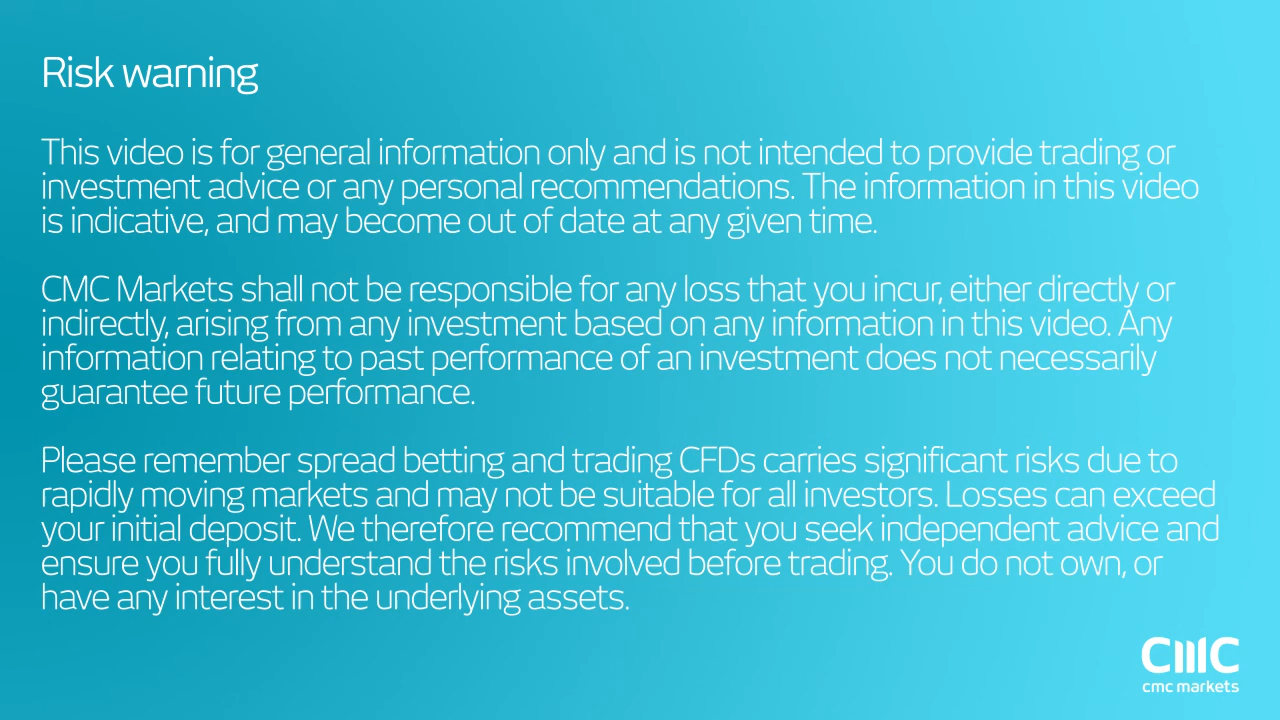 Risk warning
This video is for general information only and is not intended to provide trading or
investment advice or any personal recommendations. The information in this video
is indicative, and may become out of date at any given time.
CMC Markets shall not be responsible for any loss that you incur, either directly or
indirectly, arising from any investment based on any information in this video. Any
information relating to past performance of an investment does not necessarily
guarantee future performance.
Please remember spread betting and trading CFDs carries significant risks due to
rapidly moving markets and may not be suitable for all investors. Losses can exceed
your initial deposit. We therefore recommend that you seek independent advice and
ensure you fully understand the risks involved before trading. You do not own, or
have any interest in the underlying assets.
CMC
cmc markets